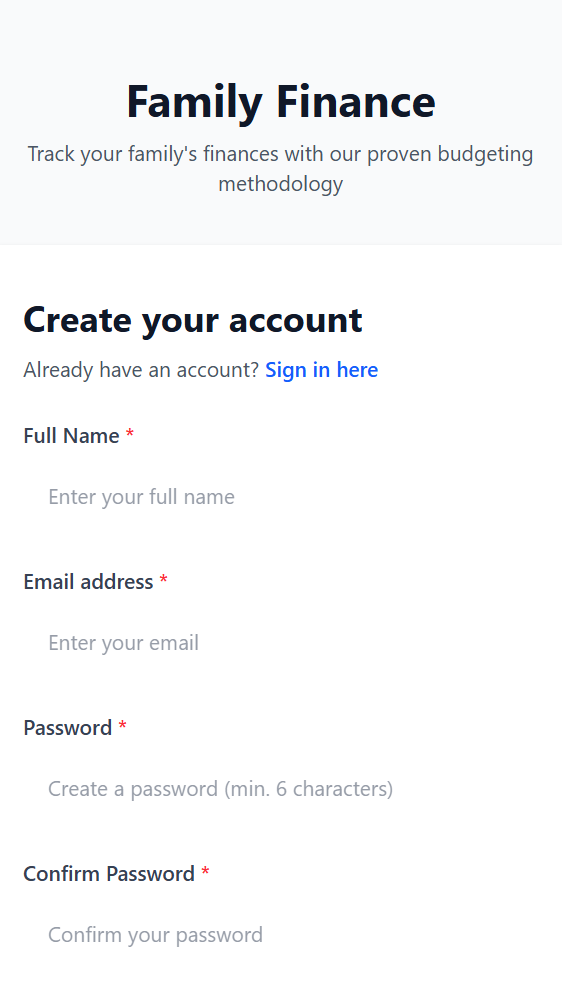 Family Finance
Track your family's finances with our proven budgeting
methodology
Create your account
Already have an account? Sign in here
Full Name *
Enter your full name
Email address *
Enter your email
Password *
Create a password (min. 6 characters)
Confirm Password *
Confirm your password